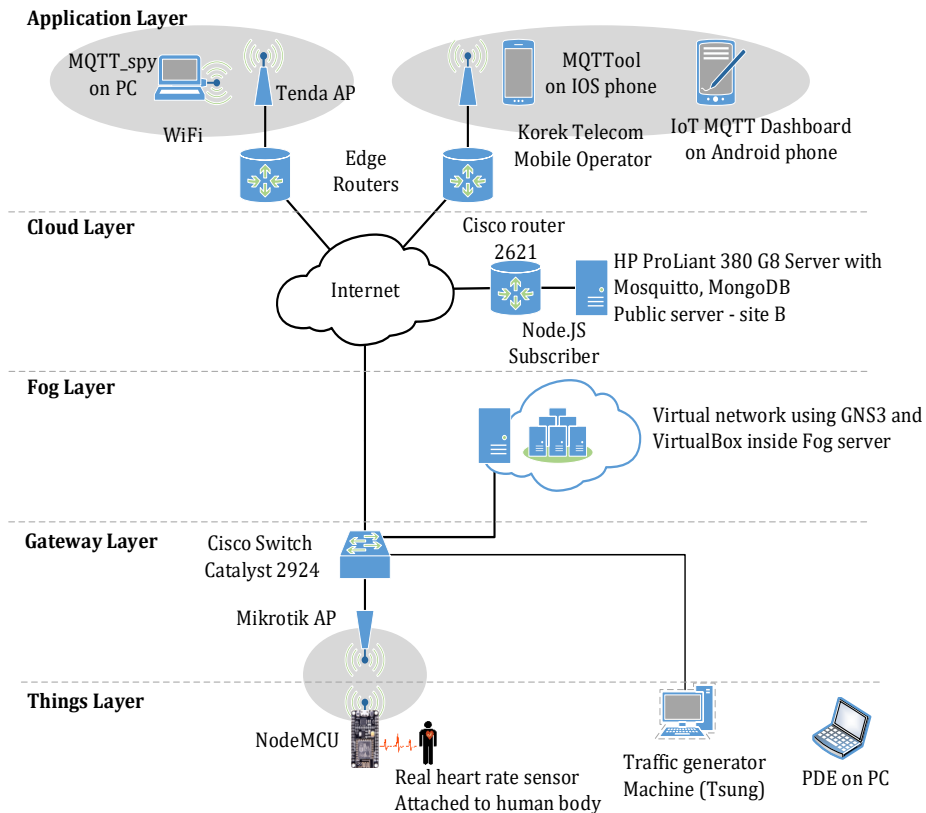 Application Layer
MQTT_spy
on PC
Tenda AP
WiFi
MQTTool
on IOS phone
Korek Telecom
Mobile Operator
IoT MQTT Dashboard
on Android phone
Edge
Routers
Cloud Layer
Cisco router
2621
Internet
HP ProLiant 380 G8 Server with
Mosquitto, MongoDB
Public server - site B
Node.JS
Subscriber
Fog Layer
Virtual network using GNS3 and
VirtualBox inside Fog server
Gateway Layer
Cisco Switch
Catalyst 2924
Mikrotik AP
Things Layer
NodeMCU
Real heart rate sensor
Attached to human body
Traffic generator
Machine (Tsung)
PDE on PC